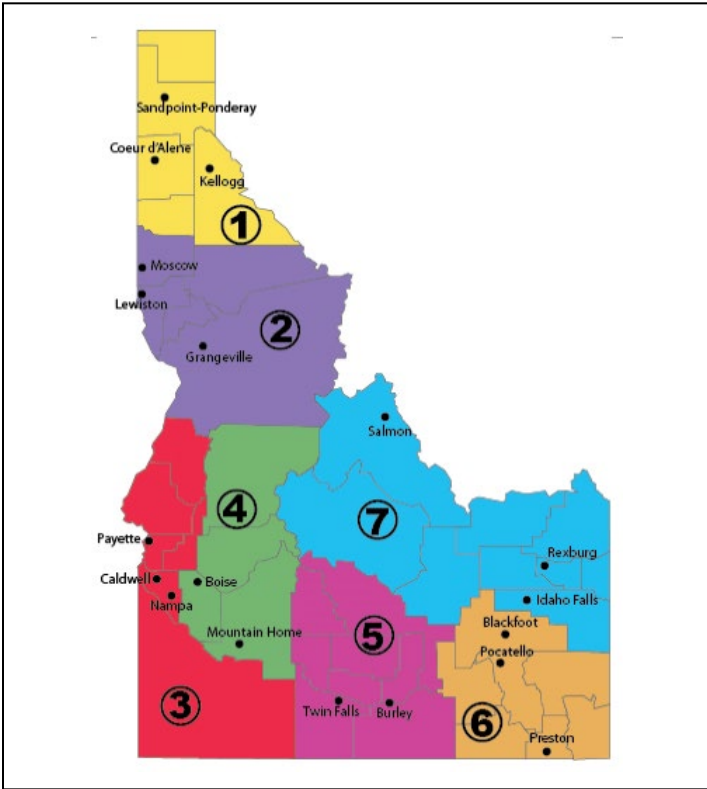 Sandpoint-Ponderay
Coeur d'Alene
Kellogg
1
Moscow
Lewiston
2
Grangeville
Salmon
4
7
Payette
Rexburg
Caldwell
Boise
Nampa
Idaho Falls
Blackfoot
5
Mountain Home
Pocatello
3
Twin Falls
Burley
6
Preston